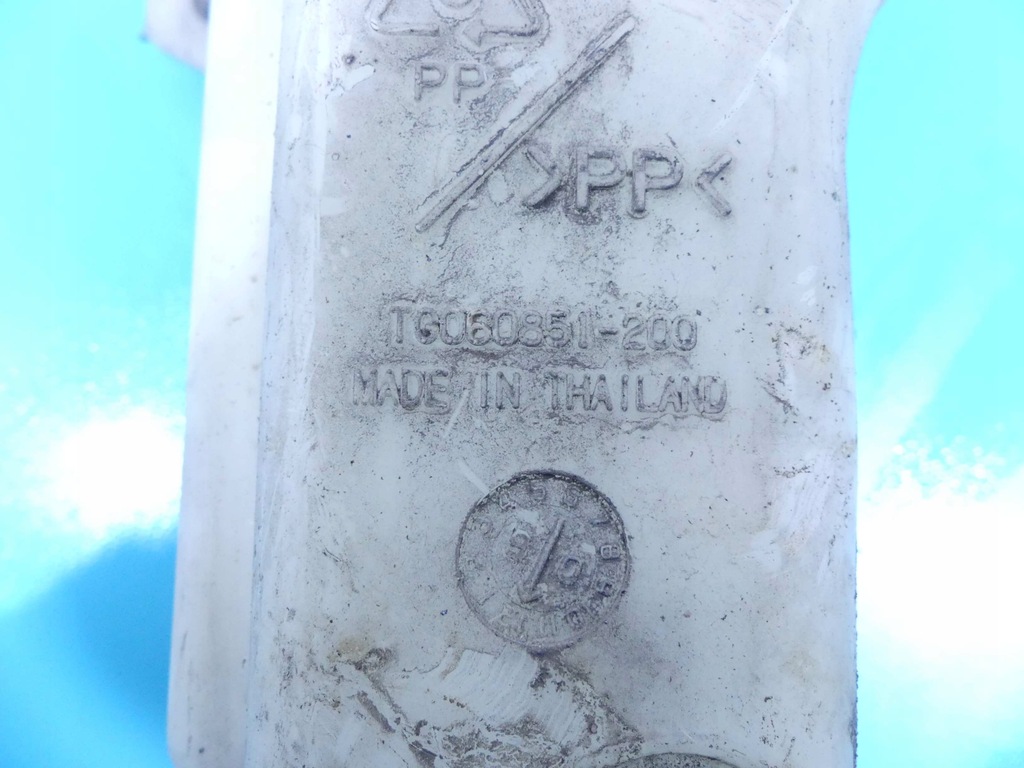 PP
>PP<
TG060851-200
MADE IN THAILAND